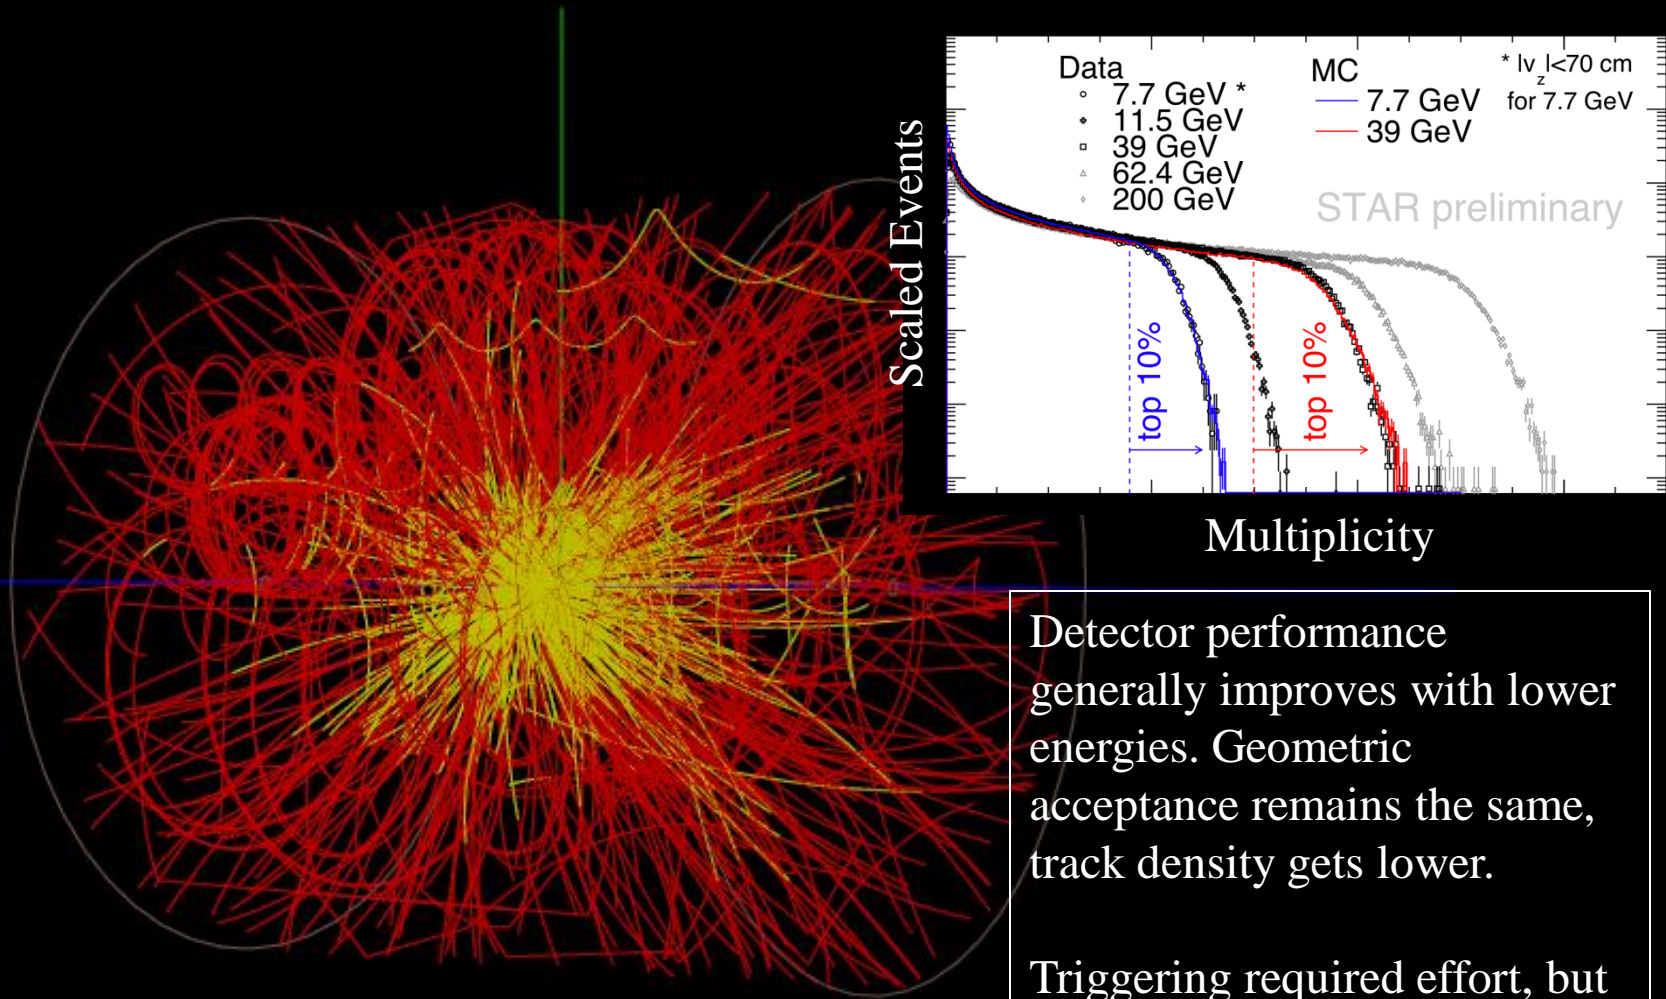 Data
7.7 GeV *
11.5 GeV
39 GeV
62.4 GeV
200 GeV
MC
7.7 GeV
39 GeV
* |v_z|<70 cm
for 7.7 GeV
STAR preliminary
Scaled Events
top 10%
top 10%
Multiplicity
Detector performance
generally improves with lower
energies. Geometric
acceptance remains the same,
track density gets lower.
Triggering required effort, but